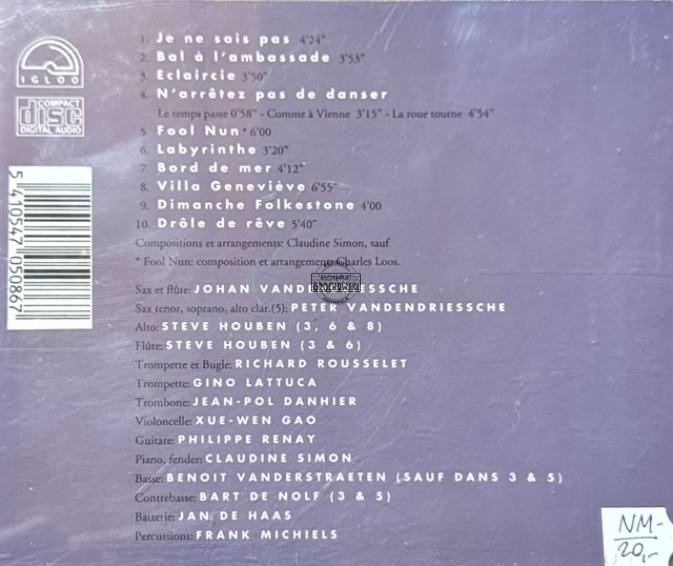 IGLOO
COMPACT
disc
DIGITAL AUDIO
5 410547 050867
1. Je ne sais pas 4'24"
2. Bal à l'ambassade 3'53"
3. Eclaircie 3'50"
4. N'arrêtez pas de danser
Le temps passe 0'58" - Comme à Vienne 3'15" - La roue tourne 4'54"
5. Fool Nun * 6'00
6. Labyrinthe 3'20"
7. Bord de mer 4'12"
8. Villa Geneviève 6'55"
9. Dimanche Folkestone 4'00
10. Drôle de rêve 5'40"
Compositions et arrangements: Claudine Simon, sauf
* Fool Nun: composition et arrangement: Charles Loos.
Sax et flûte: JOHAN VANDENDRIESSCHE
Sax tenor, soprano, alto clar.(5): PETER VANDENDRIESSCHE
Alto: STEVE HOUBEN (3, 6 & 8)
Flûte: STEVE HOUBEN (3 & 6)
Trompette et Bugle: RICHARD ROUSSELET
Trompette: GINO LATTUCA
Trombone: JEAN-POL DANHIER
Violoncelle: XUE-WEN GAO
Guitare: PHILIPPE RENAY
Piano, fender: CLAUDINE SIMON
Basse: BENOIT VANDERSTRAETEN (SAUF DANS 3 & 5)
Contrebasse: BART DE NOLF (3 & 5)
Batterie: JAN DE HAAS
Percussions: FRANK MICHIELS
NM-
20,-